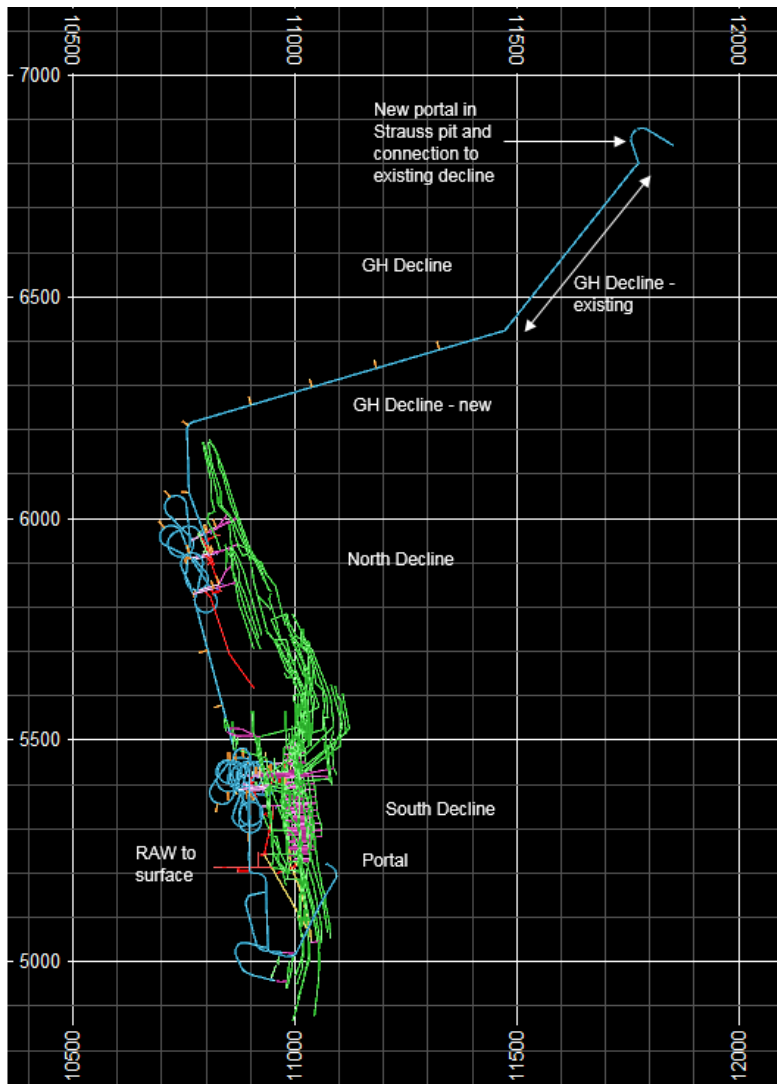 10500
11000
11500
12000
7000
New portal in
Strauss pit and
connection to
existing decline
GH Decline
GH Decline -
existing
6500
GH Decline - new
6000
North Decline
5500
South Decline
RAW to
surface
Portal
5000
10500
11000
11500
12000